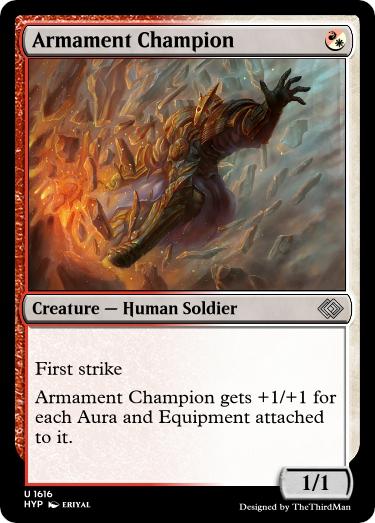 Armament Champion
Creature — Human Soldier
First strike
Armament Champion gets +1/+1 for
each Aura and Equipment attached
to it.
1/1
U 1616
HYP ERIYAL
Designed by TheThirdMan